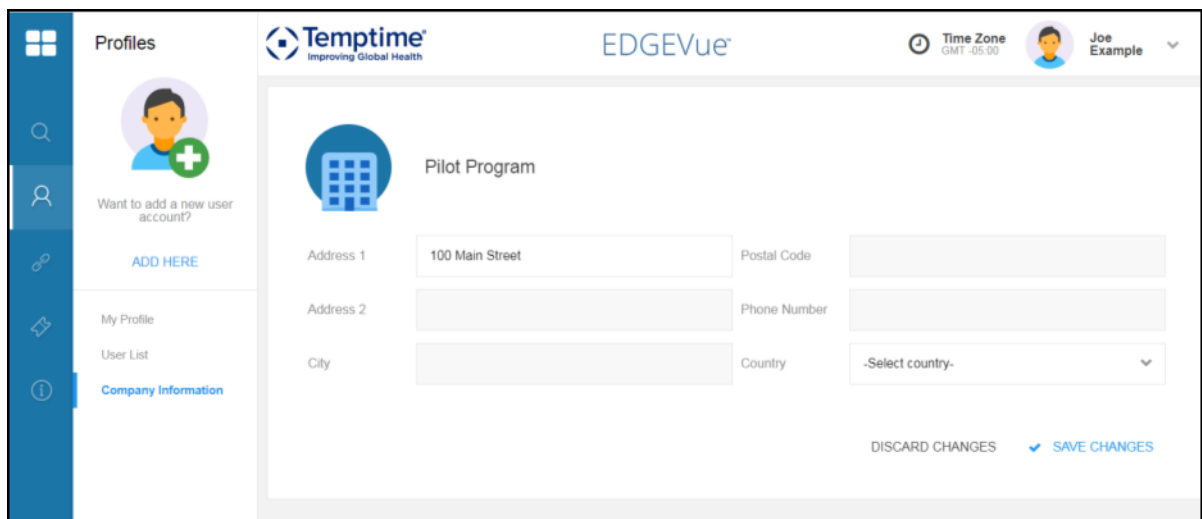 Profiles
Temptime®
Improving Global Health
EDGEVue™
Time Zone
GMT -05:00
Joe
Example
Want to add a new user
account?
ADD HERE
My Profile
User List
Company Information
Pilot Program
Address 1
100 Main Street
Postal Code
Address 2
Phone Number
City
Country
-Select country-
DISCARD CHANGES
SAVE CHANGES